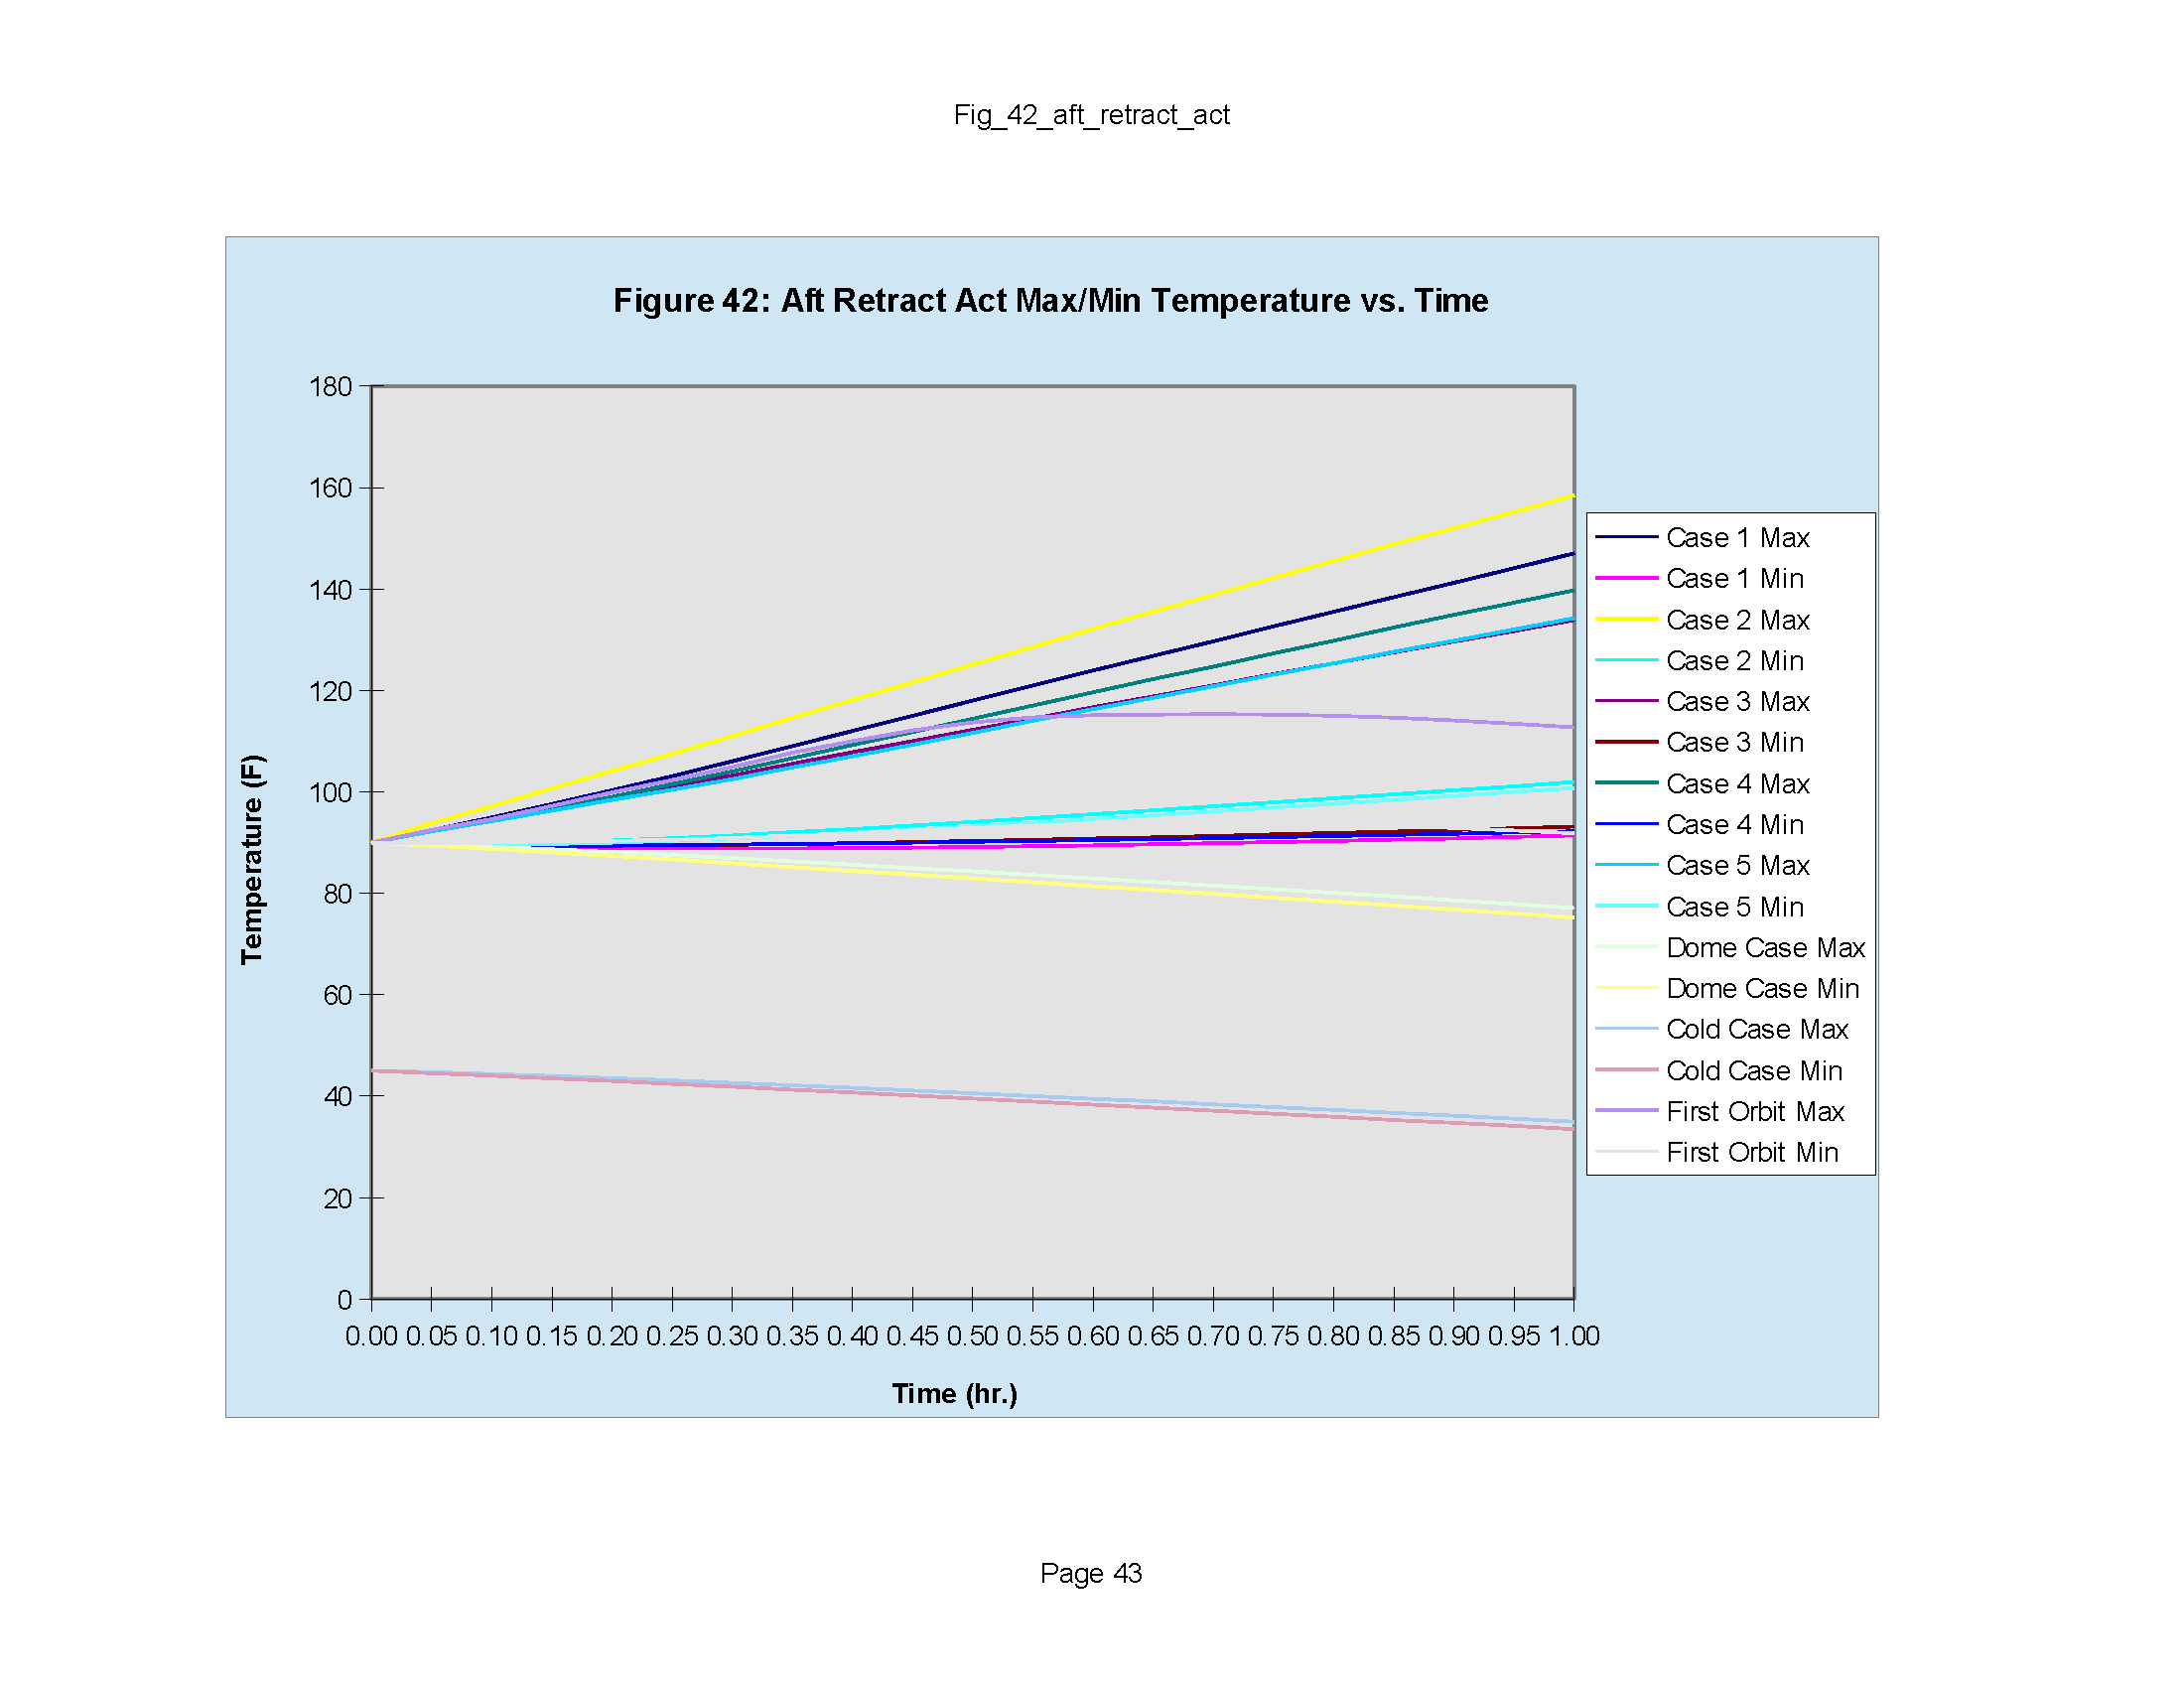 Fig_42_aft_retract_act
Figure 42: Aft Retract Act Max/Min Temperature vs. Time
180
160
140
120
100
80
60
40
20
0
Temperature (F)
0.00 0.05 0.10 0.15 0.20 0.25 0.30 0.35 0.40 0.45 0.50 0.55 0.60 0.65 0.70 0.75 0.80 0.85 0.90 0.95 1.00
Time (hr.)
Case 1 Max
Case 1 Min
Case 2 Max
Case 2 Min
Case 3 Max
Case 3 Min
Case 4 Max
Case 4 Min
Case 5 Max
Case 5 Min
Dome Case Max
Dome Case Min
Cold Case Max
Cold Case Min
First Orbit Max
First Orbit Min
Page 43